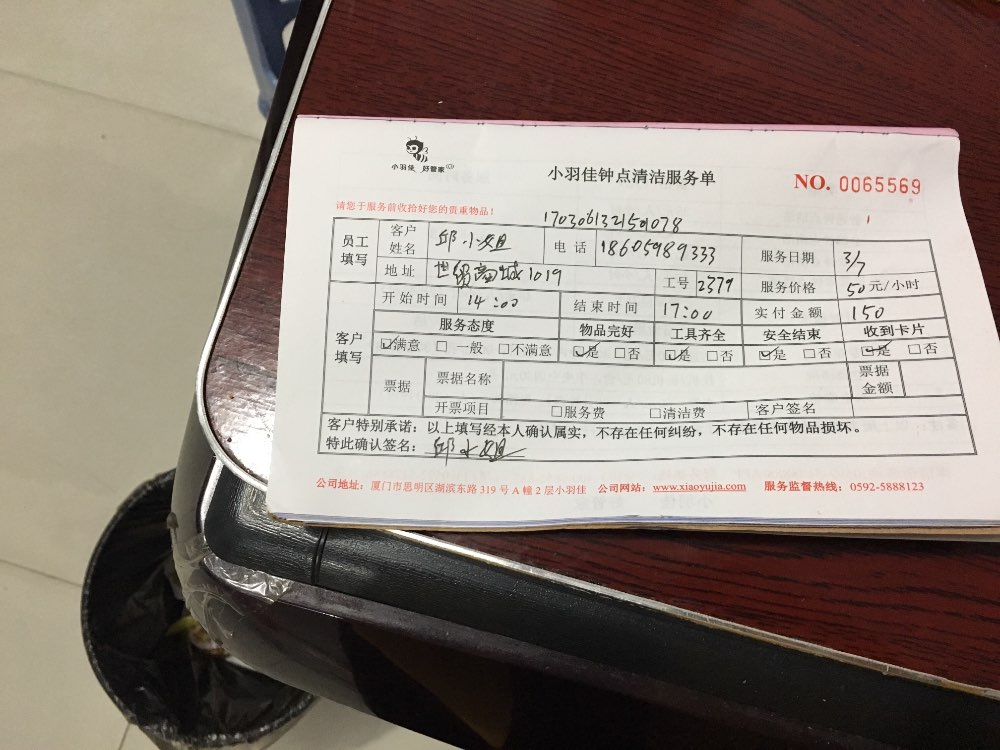 小羽佳 好管家
小羽佳钟点清洁服务单
NO. 0065569
请您于服务前收拾好您的贵重物品！
员工填写 客户姓名 邱小姐 电话 18605989333 服务日期 3/7
地址 世贸商城1019 工号 2379 服务价格 50元/小时
客户填写 开始时间 14:00 结束时间 17:00 实付金额 150
服务态度 物品完好 工具齐全 安全结束 收到卡片
☑满意 □一般 □不满意 ☑是 □否 ☑是 □否 ☑是 □否 ☑是 □否
票据 票据名称 票据金额
开票项目 □服务费 □清洁费 客户签名
客户特别承诺：以上填写经本人确认属实，不存在任何纠纷，不存在任何物品损坏。
特此确认签名：邱小姐
公司地址：厦门市思明区湖滨东路 319 号 A 幢 2 层小羽佳 公司网站：www.xiaoyujia.com 服务监督热线：0592-5888123